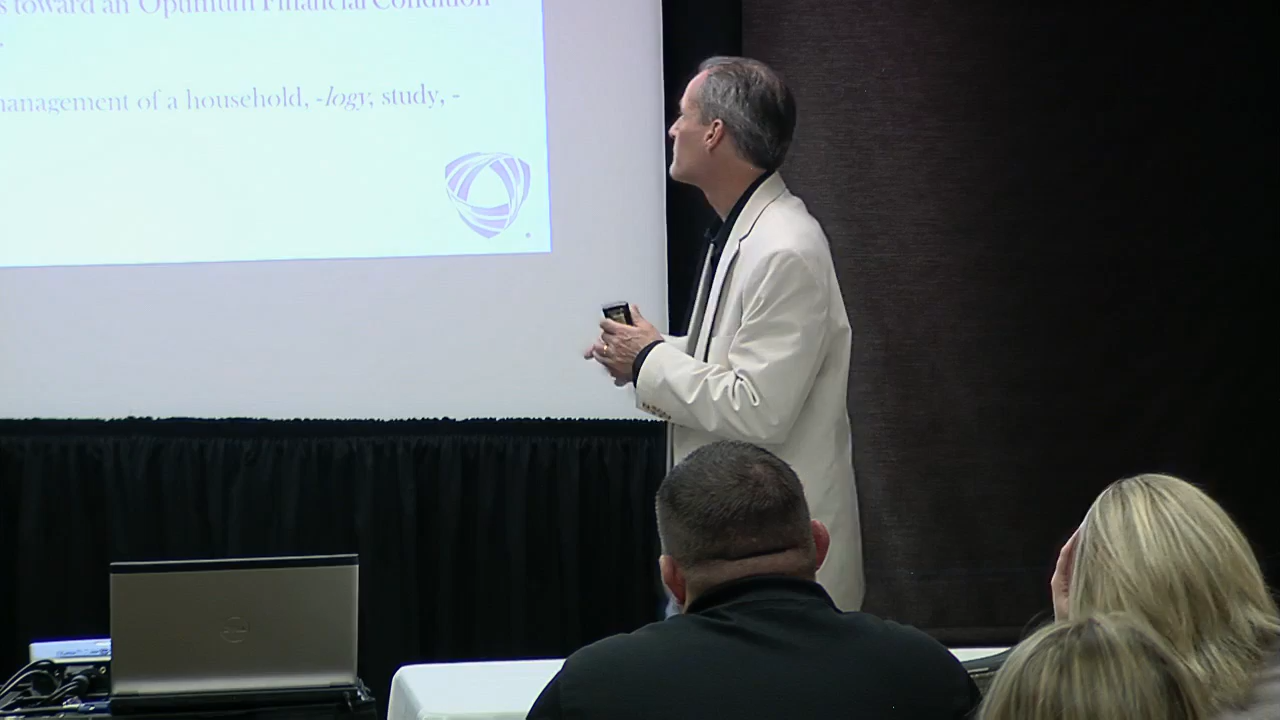 s toward an Optimum Financial Condition
management of a household, -logy, study, -